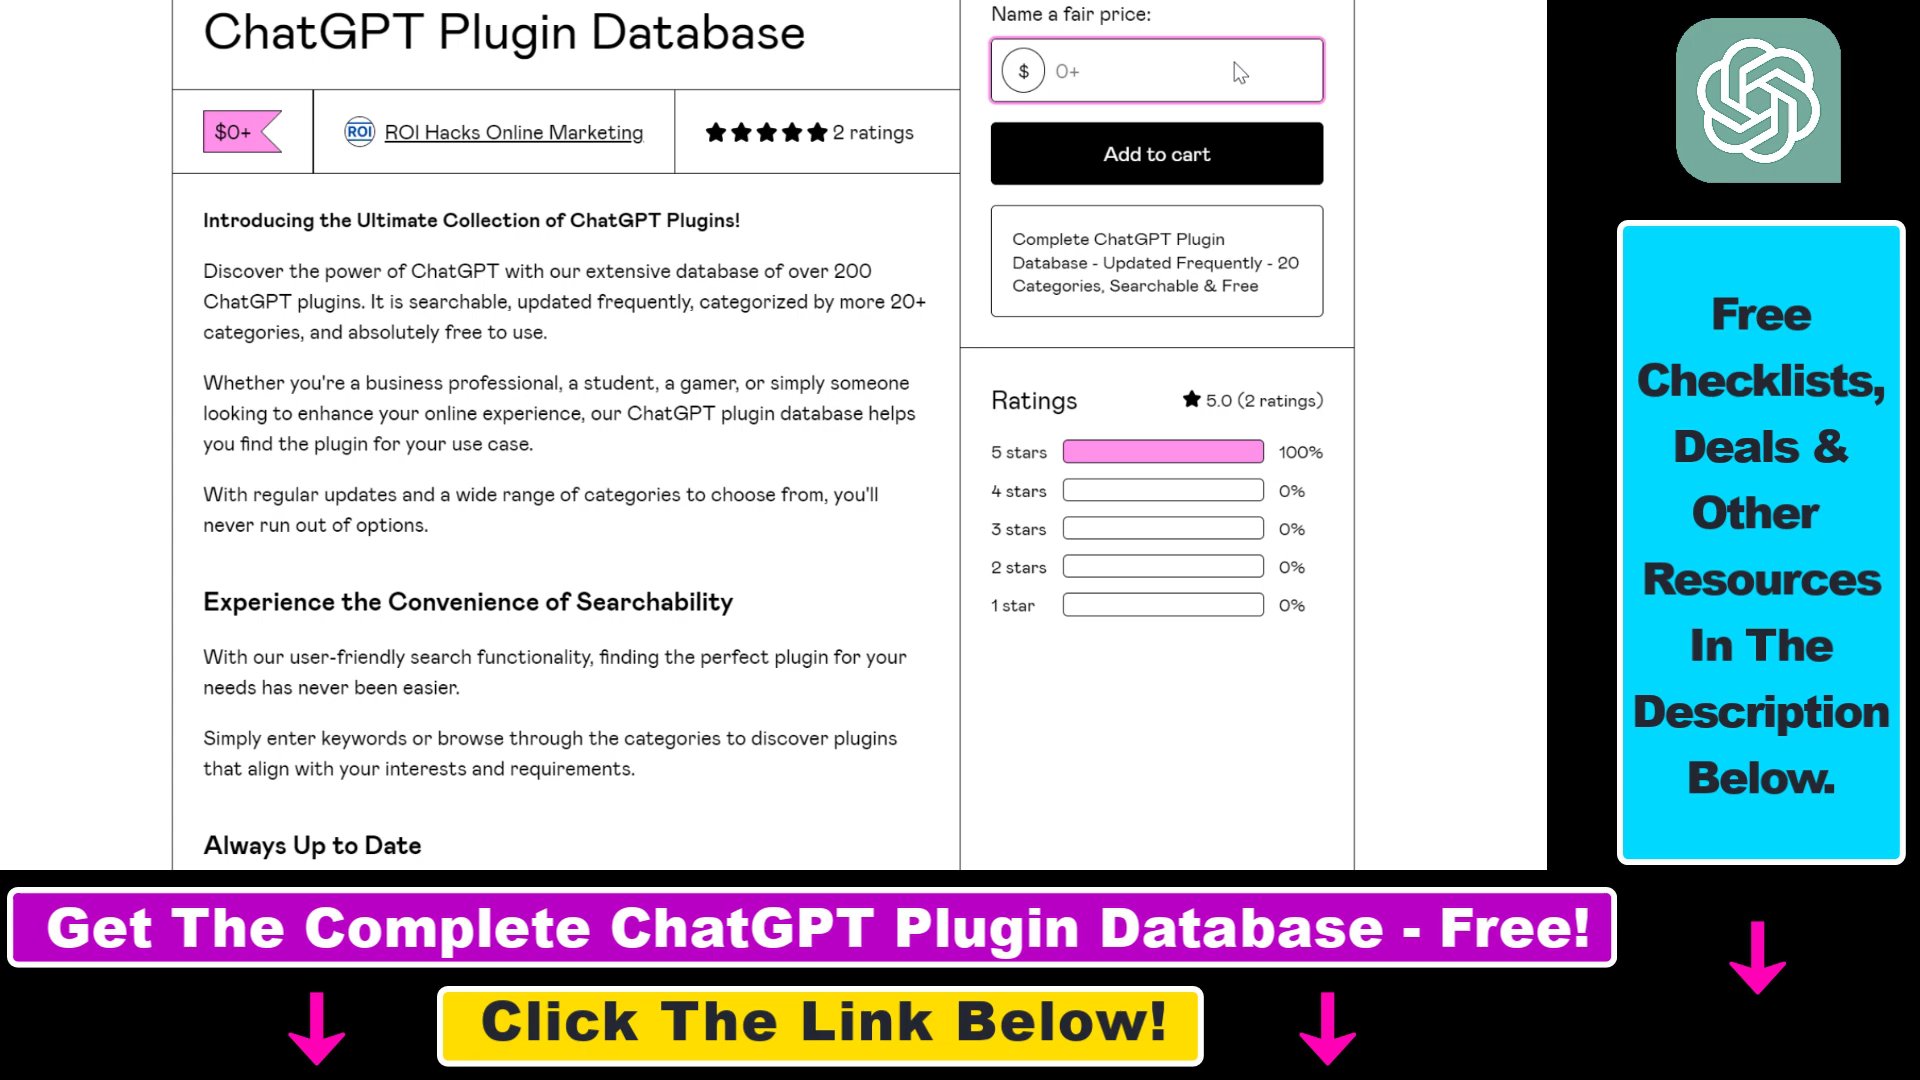 ChatGPT Plugin Database
$0+
ROI
ROI Hacks Online Marketing
2 ratings
Introducing the Ultimate Collection of ChatGPT Plugins!
Discover the power of ChatGPT with our extensive database of over 200
ChatGPT plugins. It is searchable, updated frequently, categorized by more 20+
categories, and absolutely free to use.
Whether you're a business professional, a student, a gamer, or simply someone
looking to enhance your online experience, our ChatGPT plugin database helps
you find the plugin for your use case.
With regular updates and a wide range of categories to choose from, you'll
never run out of options.
Experience the Convenience of Searchability
With our user-friendly search functionality, finding the perfect plugin for your
needs has never been easier.
Simply enter keywords or browse through the categories to discover plugins
that align with your interests and requirements.
Always Up to Date
Name a fair price:
$ 0+
Add to cart
Complete ChatGPT Plugin
Database - Updated Frequently - 20
Categories, Searchable & Free
Ratings
5.0 (2 ratings)
5 stars 100%
4 stars 0%
3 stars 0%
2 stars 0%
1 star 0%
Free
Checklists,
Deals &
Other
Resources
In The
Description
Below.
Get The Complete ChatGPT Plugin Database - Free!
Click The Link Below!